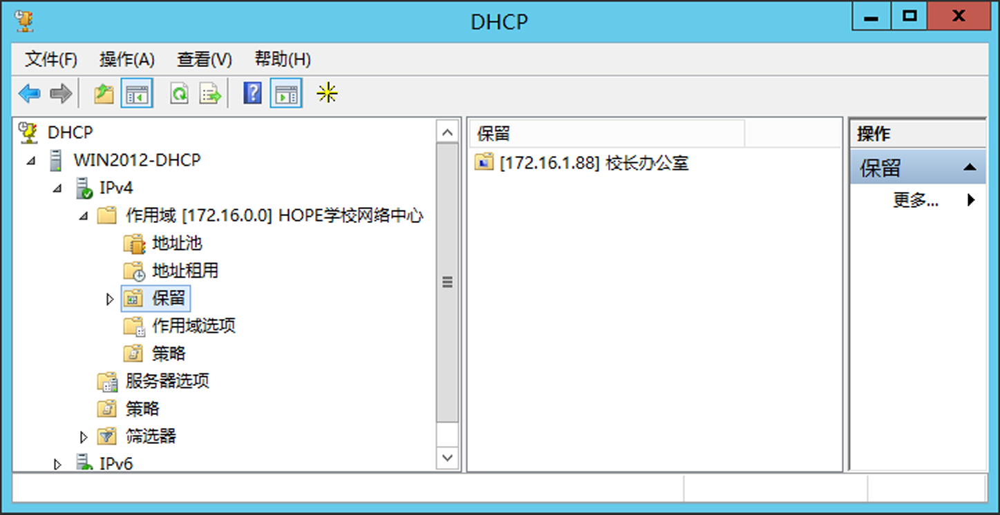 DHCP
文件(F) 操作(A) 查看(V) 帮助(H)
DHCP
WIN2012-DHCP
IPv4
作用域 [172.16.0.0] HOPE学校网络中心
地址池
地址租用
保留
作用域选项
策略
服务器选项
策略
筛选器
IPv6
保留
[172.16.1.88] 校长办公室
操作
保留
更多...